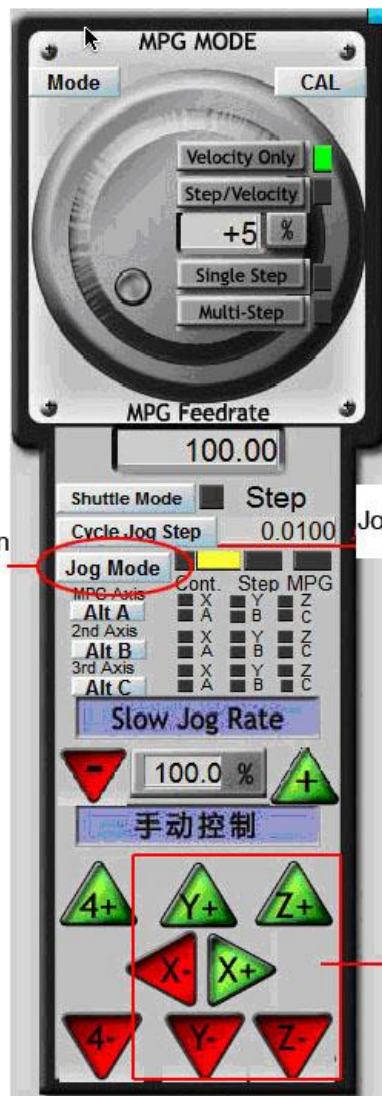 MPG MODE
Mode CAL
Velocity Only
Step/Velocity
+5 %
Single Step
Multi-Step
MPG Feedrate
100.00
Shuttle Mode Step
Cycle Jog Step 0.0100 Jo
n
Jog Mode
Cont. Step MPG
MPG Axis X Y Z
Alt A A B C
2nd Axis X Y Z
Alt B A B C
3rd Axis X Y Z
Alt C A B C
Slow Jog Rate
- 100.0 % +
手动控制
4+ Y+ Z+
X- X+
4- Y- Z-